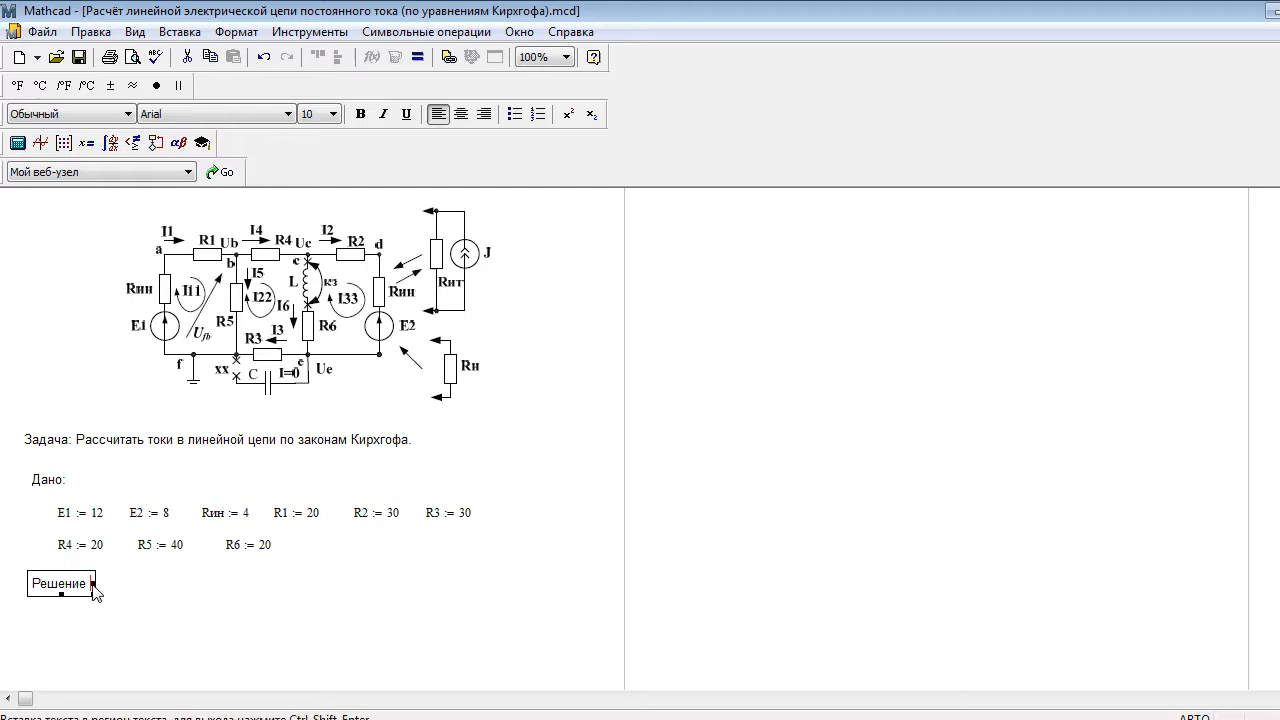 Mathcad - [Расчёт линейной электрической цепи постоянного тока (по уравнениям Кирхгофа).mcd]
Файл Правка Вид Вставка Формат Инструменты Символьные операции Окно Справка
100%
°F °C /°F /°C ± ≈ ● ||
Обычный Arial 10 B I U
Мой веб-узел Go
I1 I4 I2
a R1 Ub R4 Uc R2 d
b c J
I5 L кз Rит
Rин I11 I22 I6 I33 Rин
E1 Ufb R5 I3 R6 E2
R3
f xx C I=0 e Ue Rн
Задача: Рассчитать токи в линейной цепи по законам Кирхгофа.
Дано:
E1 := 12 E2 := 8 Rин := 4 R1 := 20 R2 := 30 R3 := 30
R4 := 20 R5 := 40 R6 := 20
Решение
Вставка текста в регион текста, для выхода нажмите Ctrl-Shift-Enter АВТО